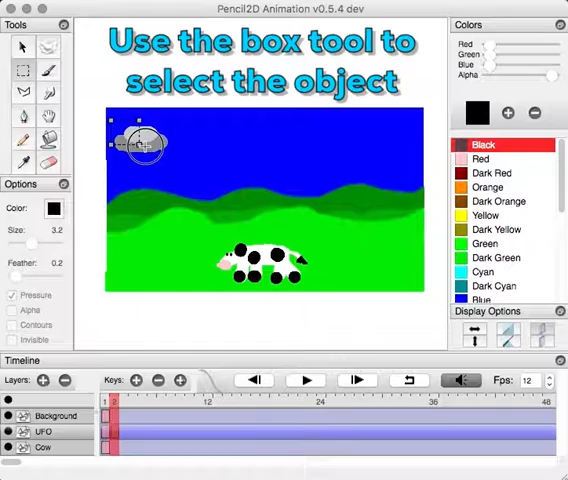 Pencil2D Animation v0.5.4 dev
Tools
Use the box tool to
select the object
Options
Color:
Size: 3.2
Feather: 0.2
Pressure
Alpha
Contours
Invisible
Colors
Red
Green
Blue
Alpha
Black
Red
Dark Red
Orange
Dark Orange
Yellow
Dark Yellow
Green
Dark Green
Cyan
Dark Cyan
Blue
Display Options
Timeline
Layers:
Keys:
Fps: 12
1 2 12 24 36 48
Background
UFO
Cow